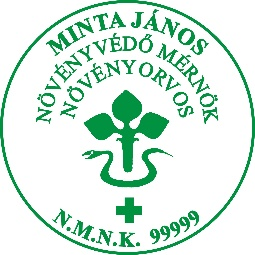 MINTA JÁNOS
NÖVÉNYVÉDŐ MÉRNÖK
NÖVÉNYORVOS
N.M.N.K. 99999